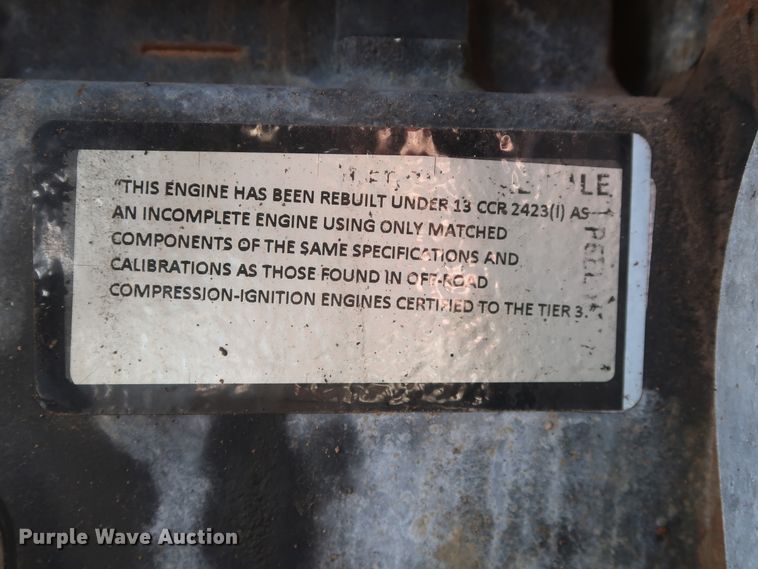 "THIS ENGINE HAS BEEN REBUILT UNDER 13 CCR 2423(l) AS
AN INCOMPLETE ENGINE USING ONLY MATCHED
COMPONENTS OF THE SAME SPECIFICATIONS AND
CALIBRATIONS AS THOSE FOUND IN OFF-ROAD
COMPRESSION-IGNITION ENGINES CERTIFIED TO THE TIER 3."
Purple Wave Auction